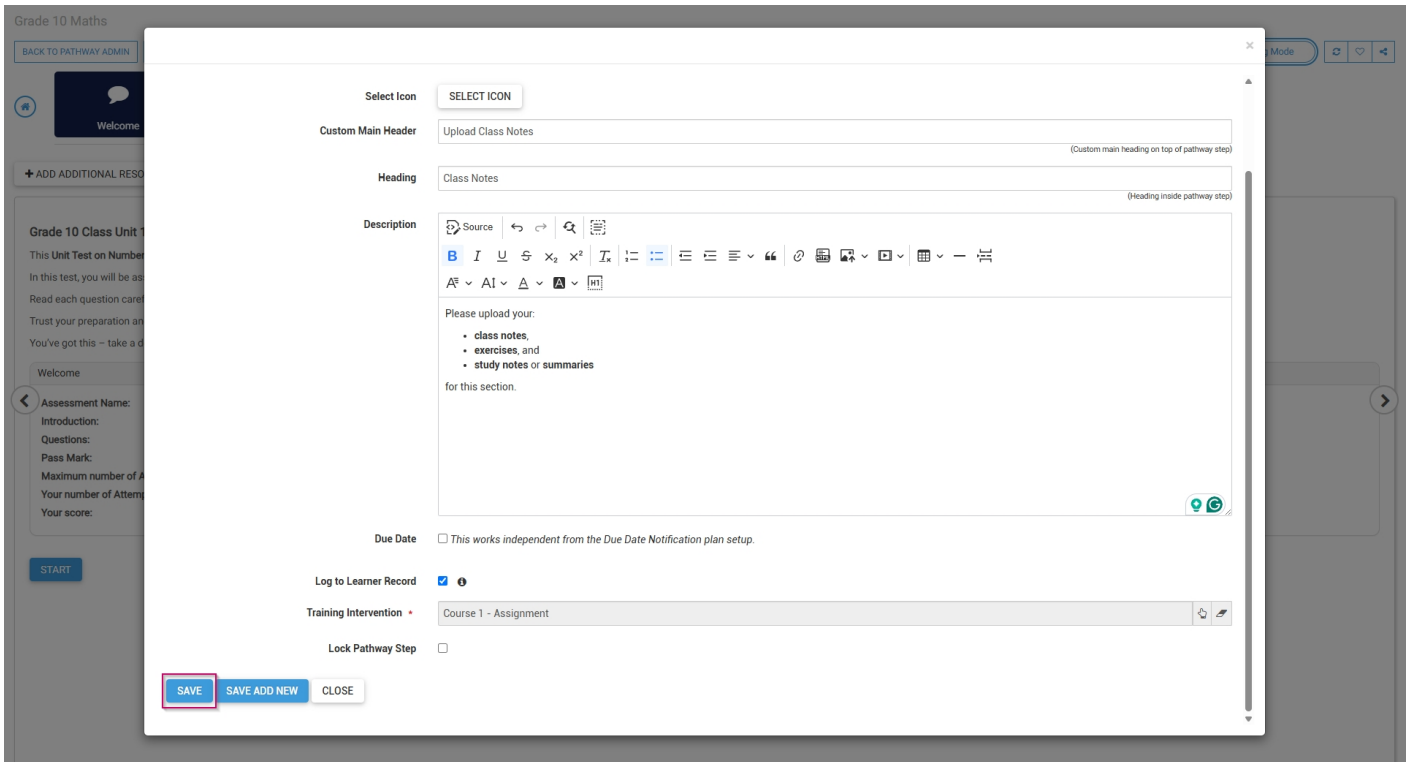 Grade 10 Maths
BACK TO PATHWAY ADMIN
Mode
Welcome
+ ADD ADDITIONAL RESO
Grade 10 Class Unit 1
This Unit Test on Number
In this test, you will be as
Read each question caref
Trust your preparation an
You've got this – take a d
Welcome
Assessment Name:
Introduction:
Questions:
Pass Mark:
Maximum number of A
Your number of Attemp
Your score:
START
×
Select Icon SELECT ICON
Custom Main Header Upload Class Notes
(Custom main heading on top of pathway step)
Heading Class Notes
(Heading inside pathway step)
Description Source
Please upload your:
• class notes,
• exercises, and
• study notes or summaries
for this section.
Due Date This works independent from the Due Date Notification plan setup.
Log to Learner Record
Training Intervention * Course 1 - Assignment
Lock Pathway Step
SAVE SAVE ADD NEW CLOSE